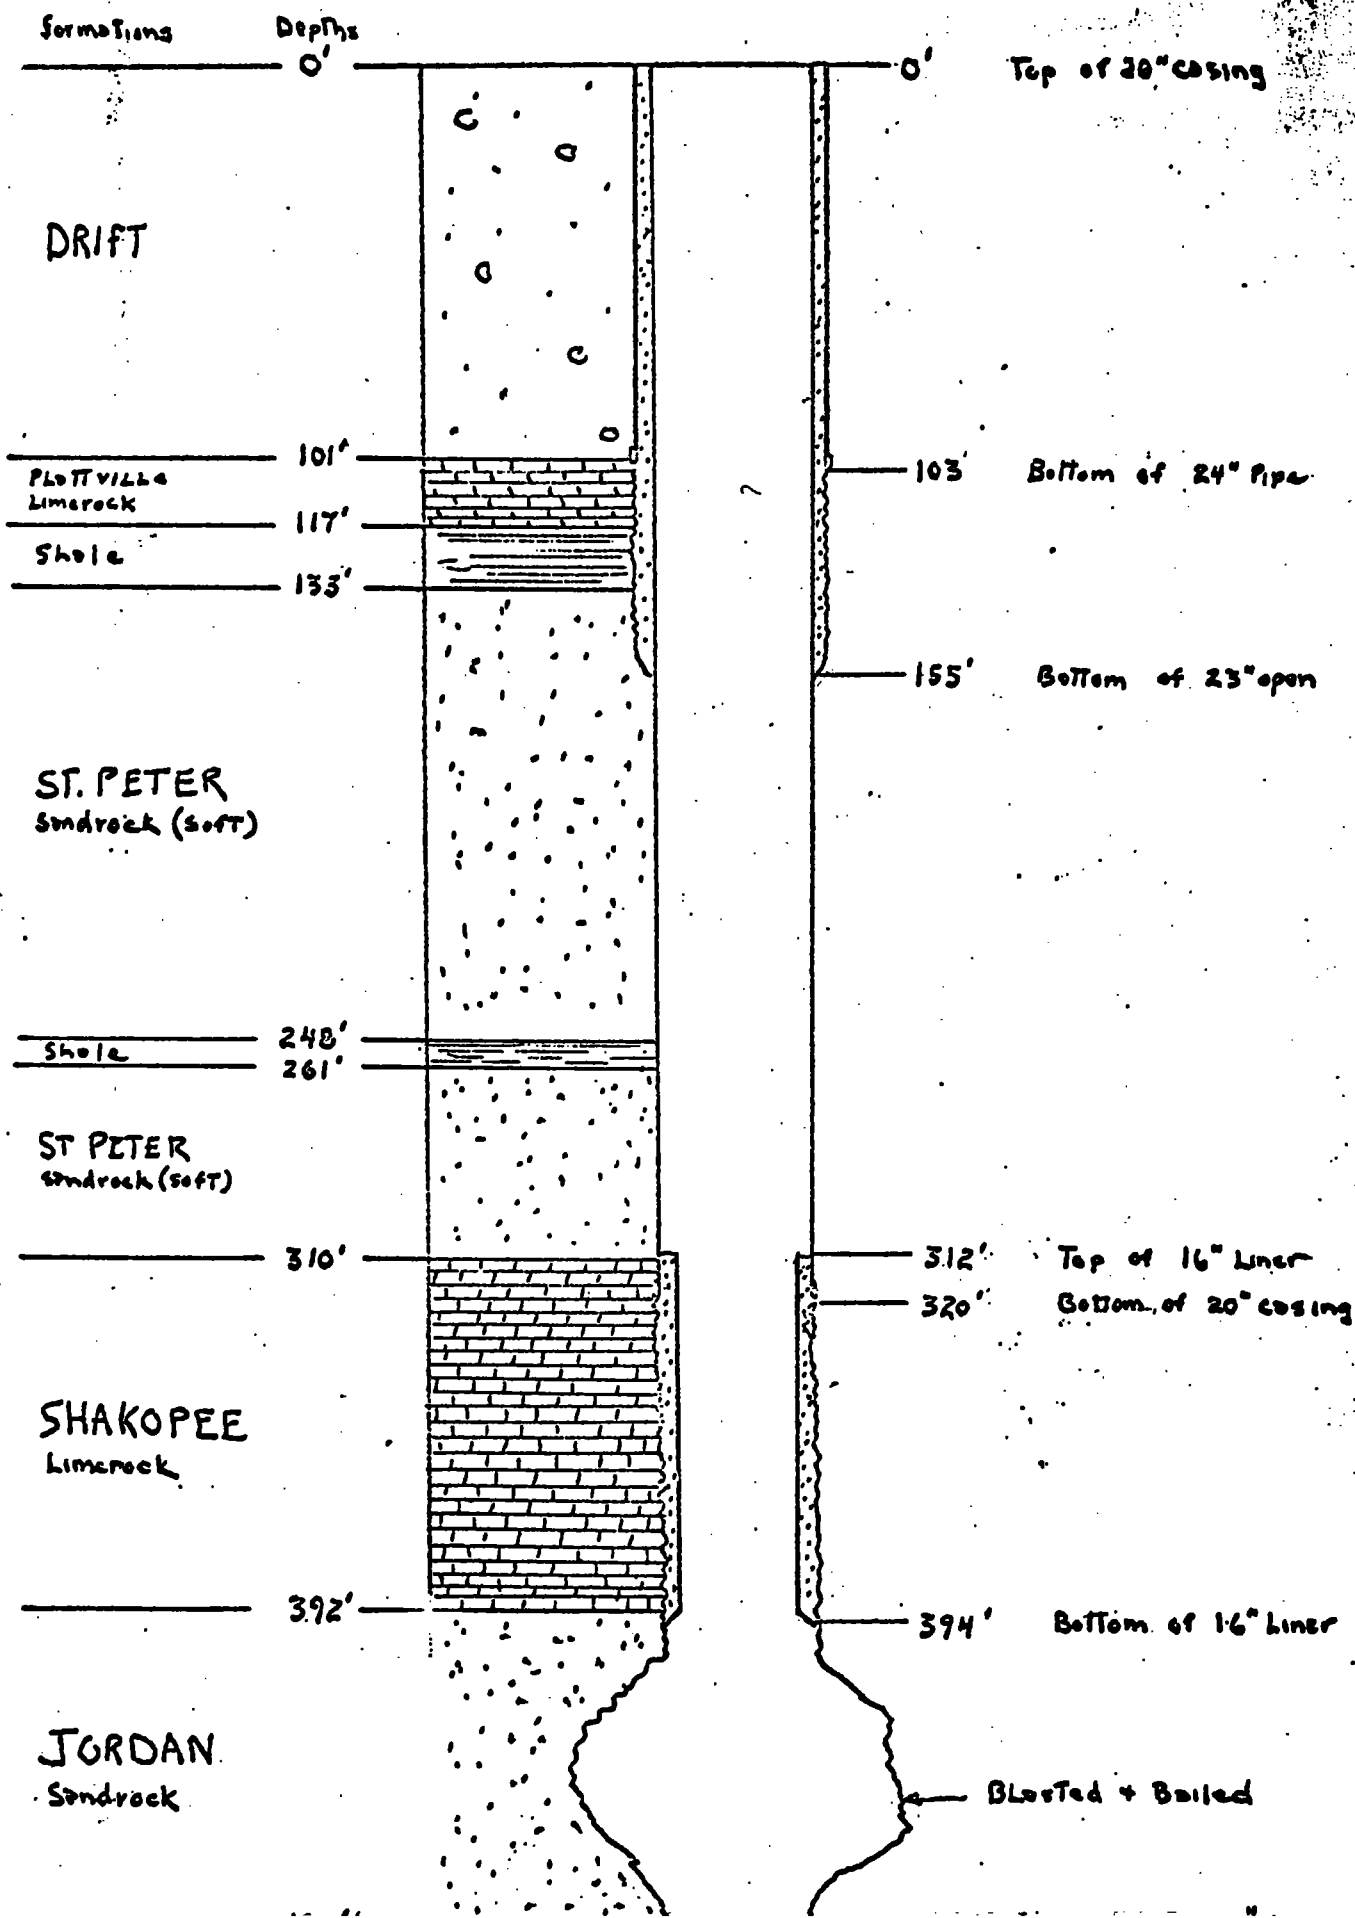 formations Depths
0' 0' Top of 20" casing
DRIFT
101'
PLATTVILLE
Limerock
103' Bottom of 24" Pipe
117'
Shale
133'
155' Bottom of 23" open
ST. PETER
Sandrock (soft)
248'
Shale
261'
ST PETER
Sandrock (soft)
310' 312' Top of 16" Liner
320' Bottom of 20" casing
SHAKOPEE
Limerock
392' 394' Bottom of 16" Liner
JORDAN
Sandrock
BLasted + Bailed